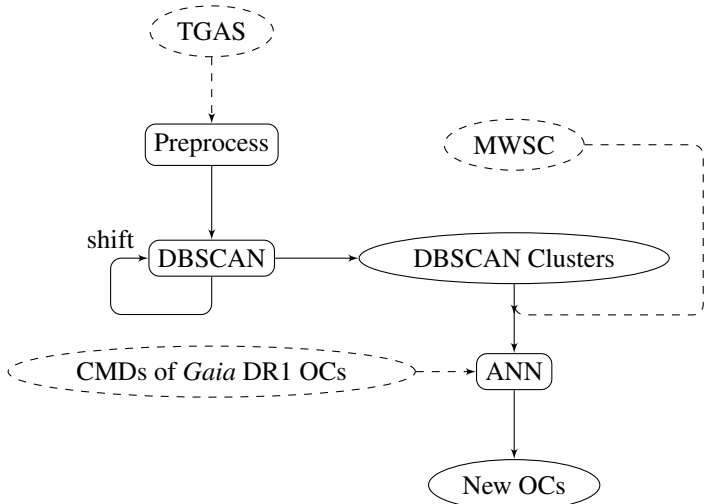 TGAS
Preprocess
MWSC
shift
DBSCAN
DBSCAN Clusters
CMDs of Gaia DR1 OCs
ANN
New OCs